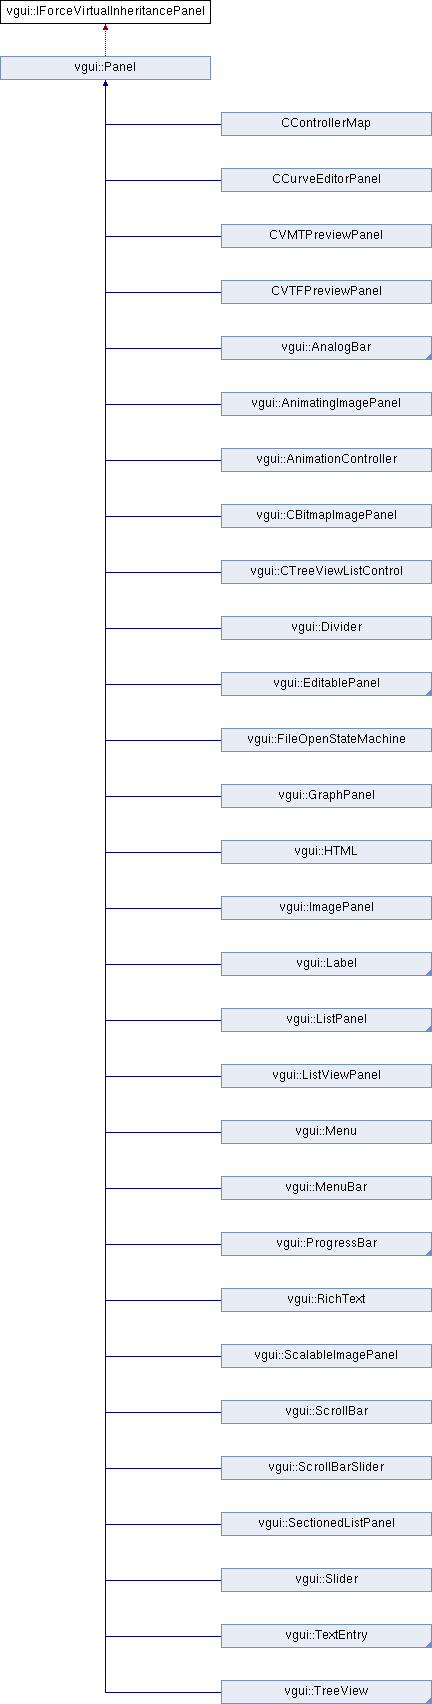 vgui::IForceVirtualInheritancePanel
vgui::Panel
CControllerMap
CCurveEditorPanel
CVMTPreviewPanel
CVTFPreviewPanel
vgui::AnalogBar
vgui::AnimatingImagePanel
vgui::AnimationController
vgui::CBitmapImagePanel
vgui::CTreeViewListControl
vgui::Divider
vgui::EditablePanel
vgui::FileOpenStateMachine
vgui::GraphPanel
vgui::HTML
vgui::ImagePanel
vgui::Label
vgui::ListPanel
vgui::ListViewPanel
vgui::Menu
vgui::MenuBar
vgui::ProgressBar
vgui::RichText
vgui::ScalableImagePanel
vgui::ScrollBar
vgui::ScrollBarSlider
vgui::SectionedListPanel
vgui::Slider
vgui::TextEntry
vgui::TreeView